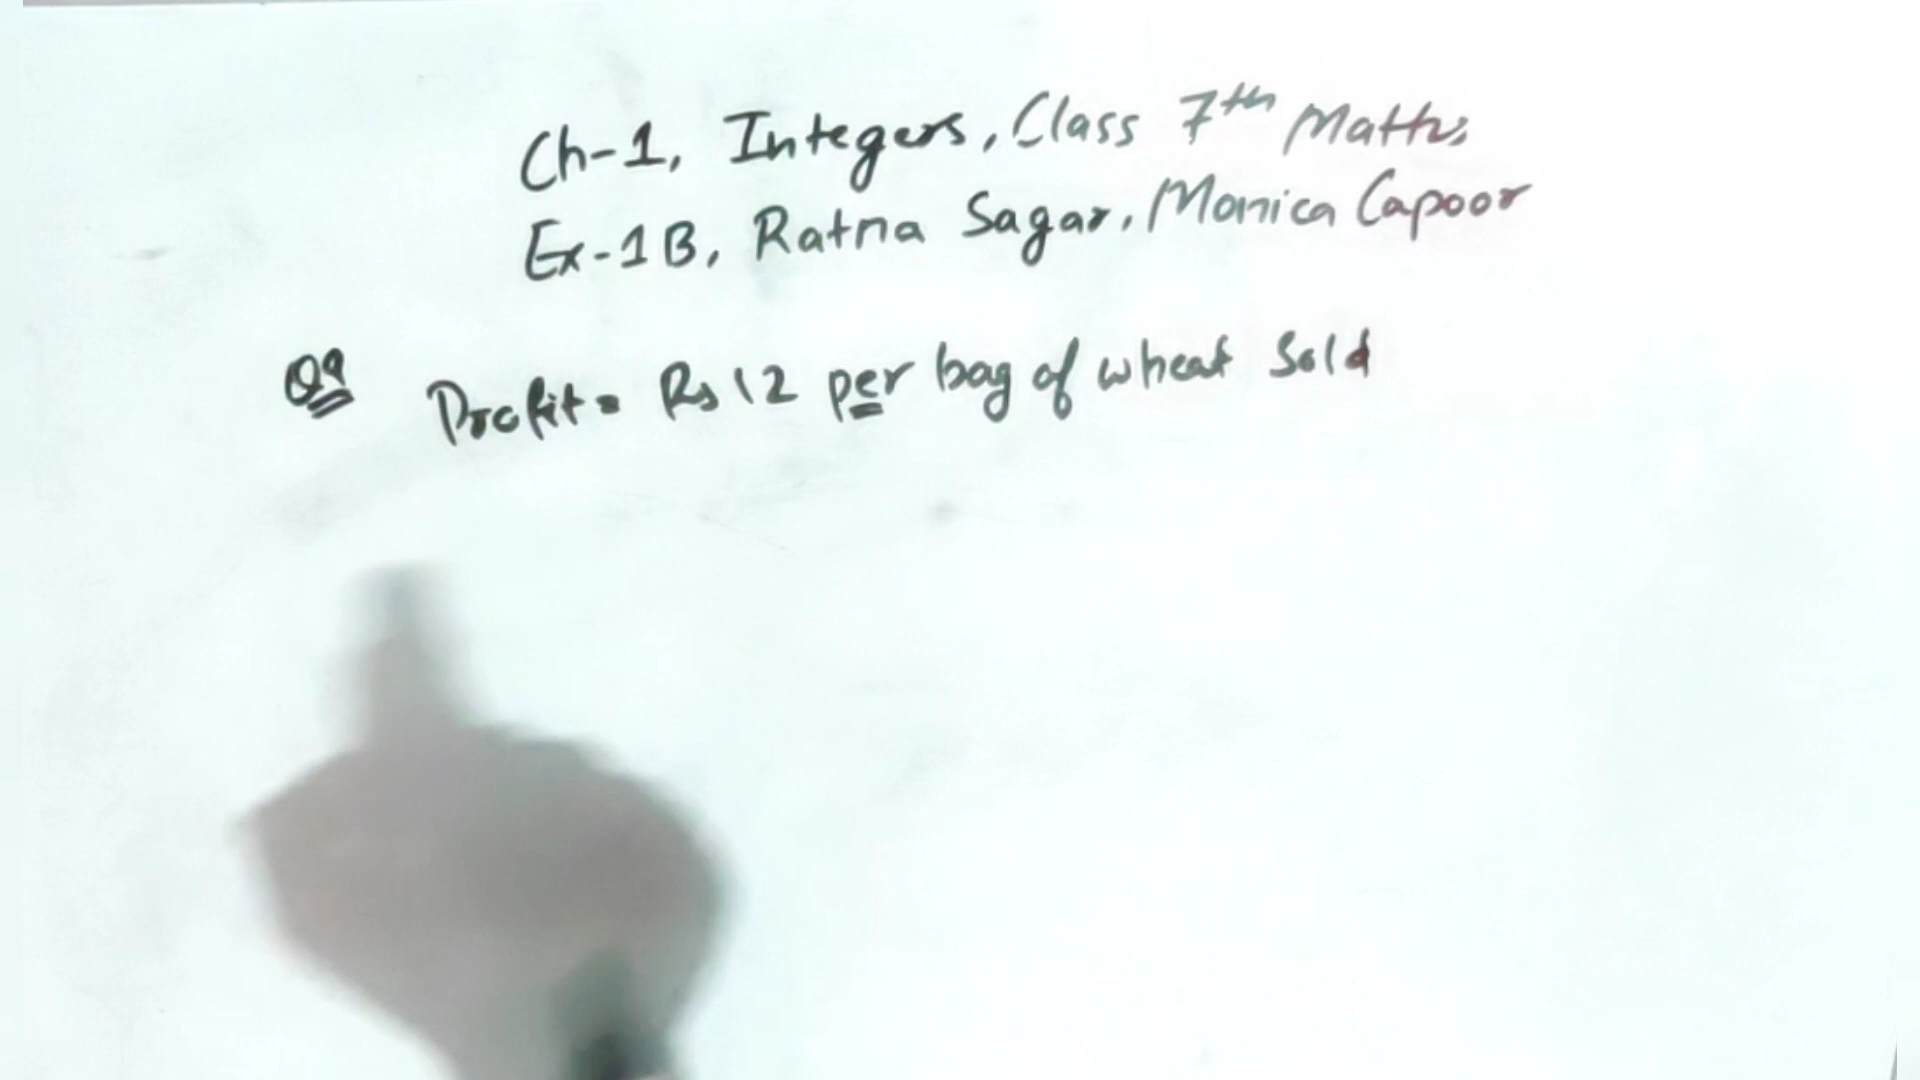 Ch-1, Integers, Class 7th Maths
Ex-1B, Ratna Sagar, Monica Capoor
Q9 Profit = Rs 12 per bag of wheat Sold